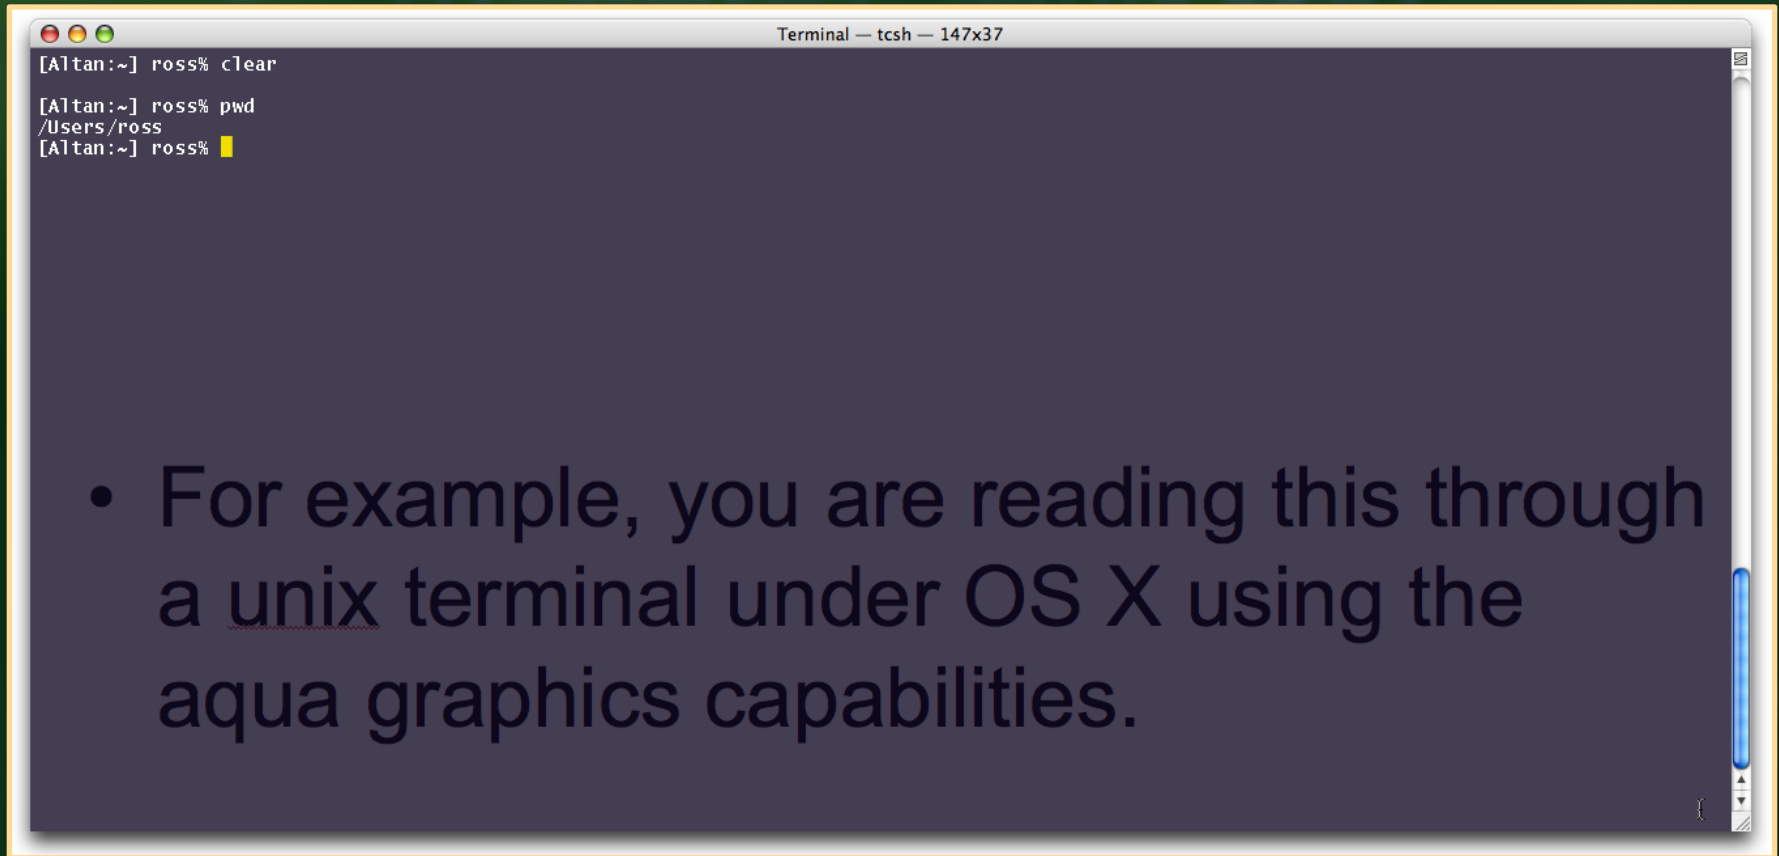 Terminal — tcsh — 147x37
[Altan:~] ross% clear
[Altan:~] ross% pwd
/Users/ross
[Altan:~] ross%
• For example, you are reading this through
a unix terminal under OS X using the
aqua graphics capabilities.